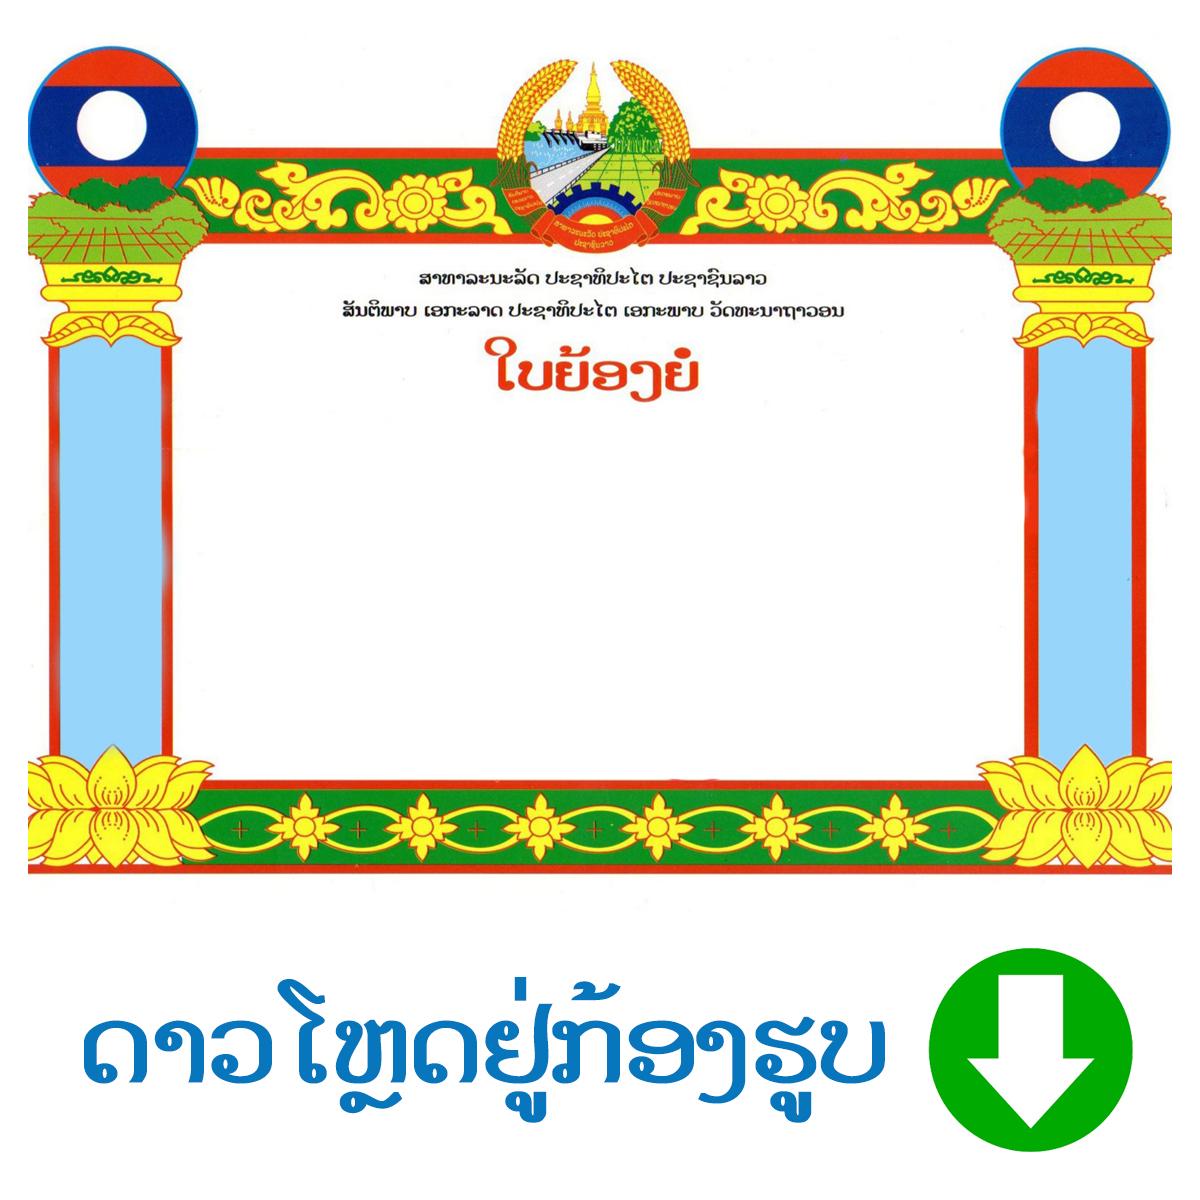 ສາທາລະນະລັດ ປະຊາທິປະໄຕ ປະຊາຊົນລາວ
ສັນຕິພາບ ເອກະລາດ ປະຊາທິປະໄຕ ເອກະພາບ ວັດທະນາຖາວອນ
ໃບຍ້ອງຍໍ
ດາວໂຫຼດຢູ່ກ້ອງຮູບ